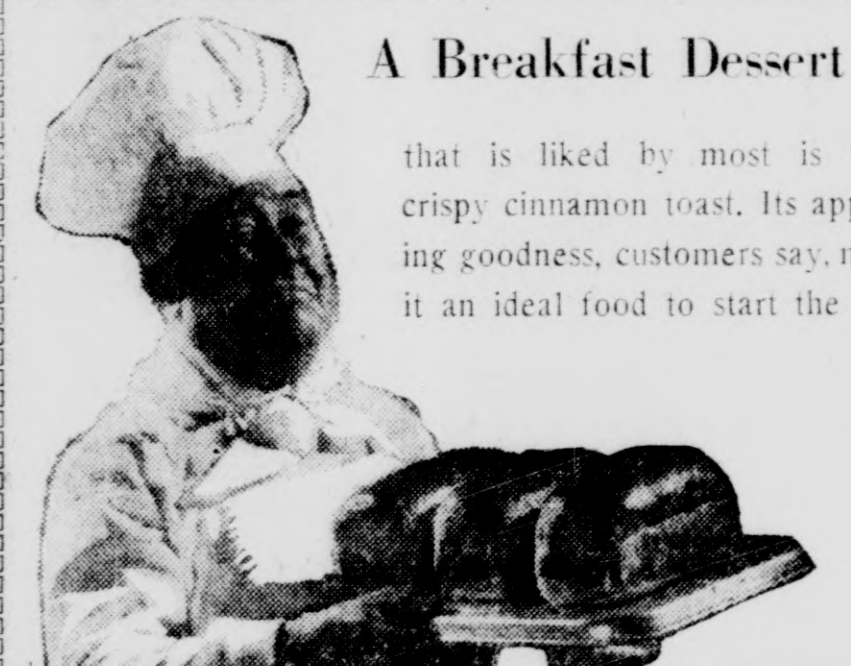 A Breakfast Dessert
that is liked by most is
crispy cinnamon toast. Its
ing goodness, customers say,
it an ideal food to start the